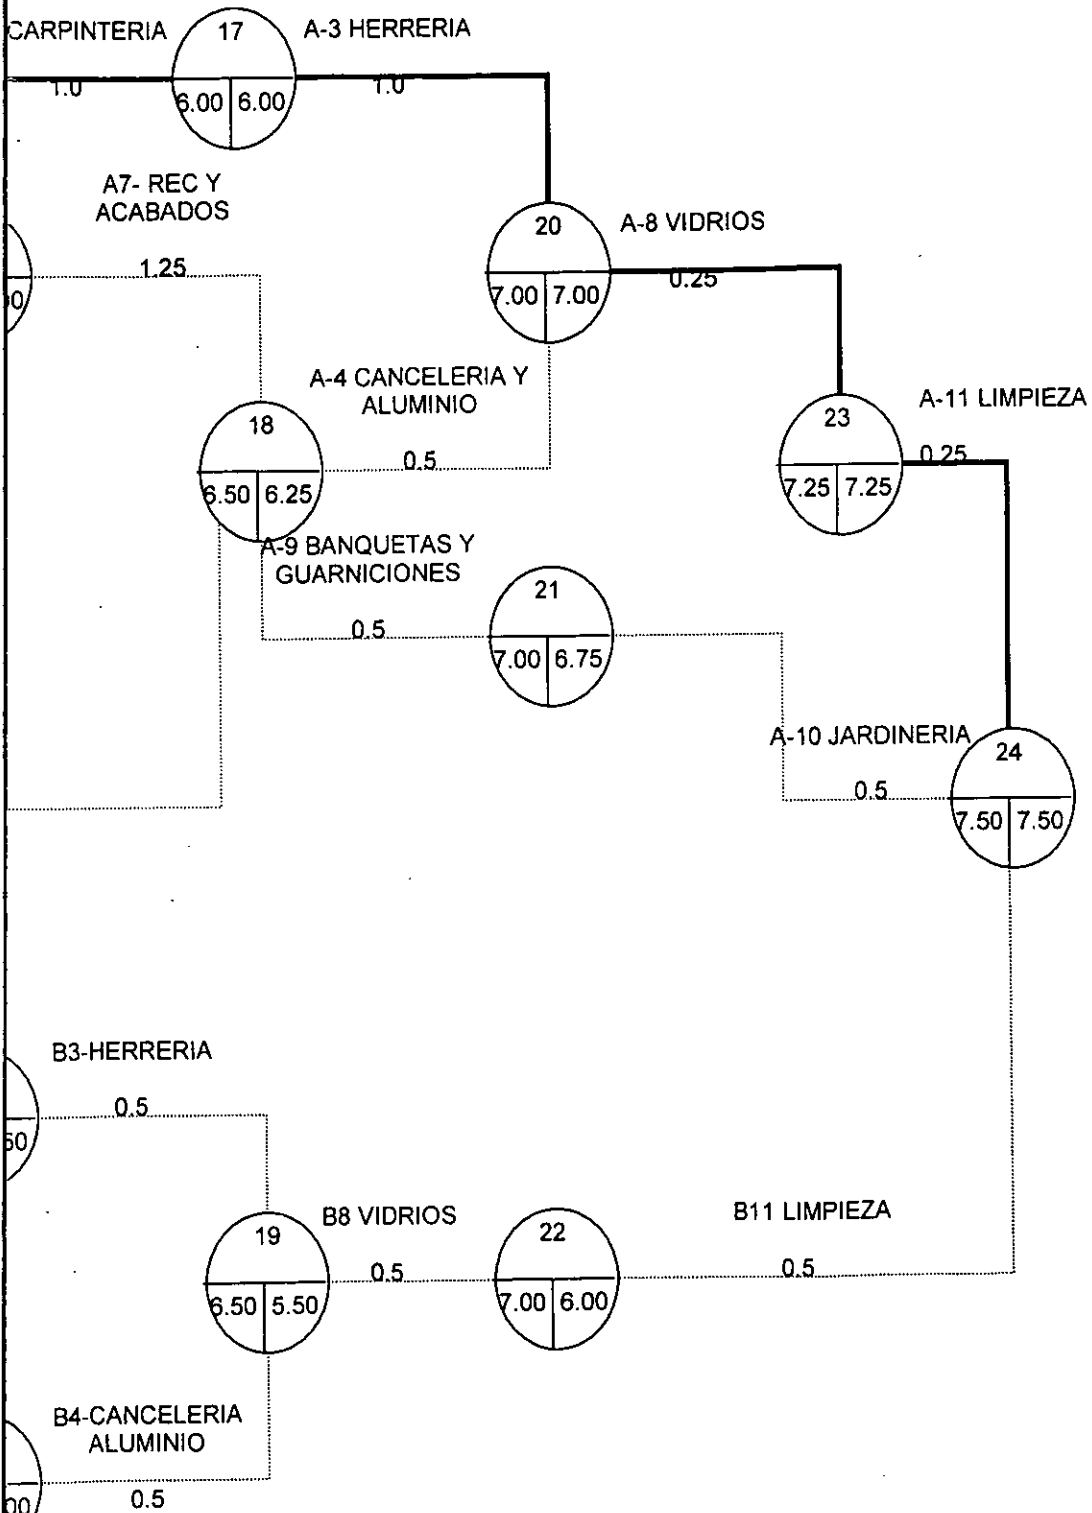 CARPINTERIA
17
A-3 HERRERIA
1.0
1.0
6.00 6.00
A7- REC Y
ACABADOS
20
A-8 VIDRIOS
1.25
0.25
7.00 7.00
A-4 CANCELERIA Y
ALUMINIO
18
23
A-11 LIMPIEZA
0.5
0.25
6.50 6.25
7.25 7.25
A-9 BANQUETAS Y
GUARNICIONES
21
0.5
7.00 6.75
A-10 JARDINERIA
24
0.5
7.50 7.50
B3-HERRERIA
0.5
50
19
B8 VIDRIOS
22
B11 LIMPIEZA
0.5
0.5
6.50 5.50
7.00 6.00
B4-CANCELERIA
ALUMINIO
0.5
00